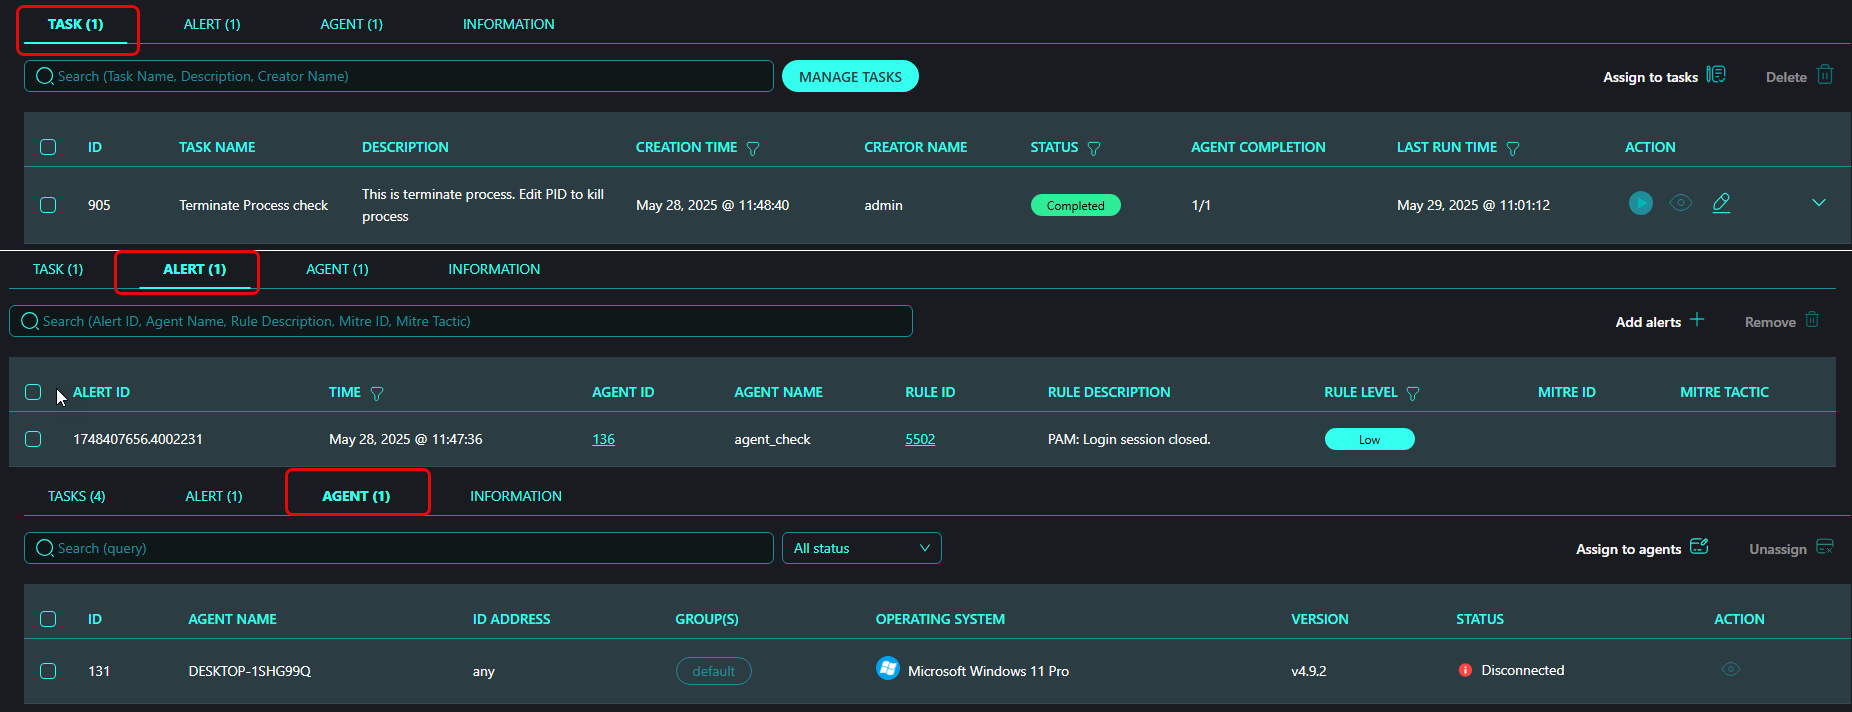 TASK (1) ALERT (1) AGENT (1) INFORMATION
Search (Task Name, Description, Creator Name) MANAGE TASKS Assign to tasks Delete
ID TASK NAME DESCRIPTION CREATION TIME CREATOR NAME STATUS AGENT COMPLETION LAST RUN TIME ACTION
905 Terminate Process check This is terminate process. Edit PID to kill process May 28, 2025 @ 11:48:40 admin Completed 1/1 May 29, 2025 @ 11:01:12
TASK (1) ALERT (1) AGENT (1) INFORMATION
Search (Alert ID, Agent Name, Rule Description, Mitre ID, Mitre Tactic) Add alerts Remove
ALERT ID TIME AGENT ID AGENT NAME RULE ID RULE DESCRIPTION RULE LEVEL MITRE ID MITRE TACTIC
1748407656.4002231 May 28, 2025 @ 11:47:36 136 agent_check 5502 PAM: Login session closed. Low
TASKS (4) ALERT (1) AGENT (1) INFORMATION
Search (query) All status Assign to agents Unassign
ID AGENT NAME ID ADDRESS GROUP(S) OPERATING SYSTEM VERSION STATUS ACTION
131 DESKTOP-1SHG99Q any default Microsoft Windows 11 Pro v4.9.2 Disconnected